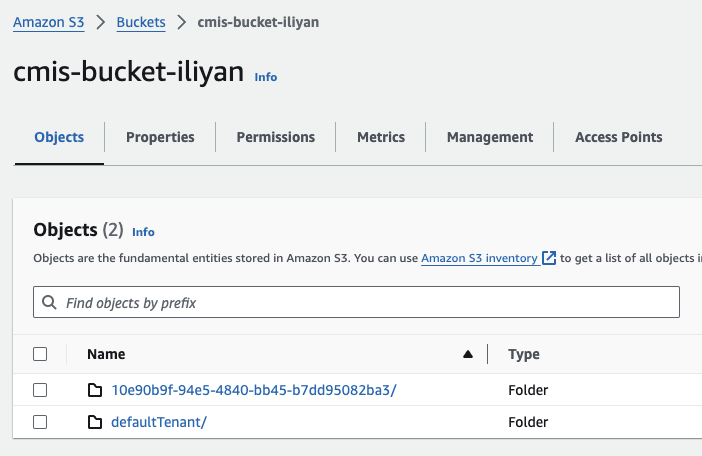 Amazon S3 > Buckets > cmis-bucket-iliyan
cmis-bucket-iliyan Info
Objects Properties Permissions Metrics Management Access Points
Objects (2) Info
Objects are the fundamental entities stored in Amazon S3. You can use Amazon S3 inventory to get a list of all objects i
Find objects by prefix
Name Type
10e90b9f-94e5-4840-bb45-b7dd95082ba3/ Folder
defaultTenant/ Folder